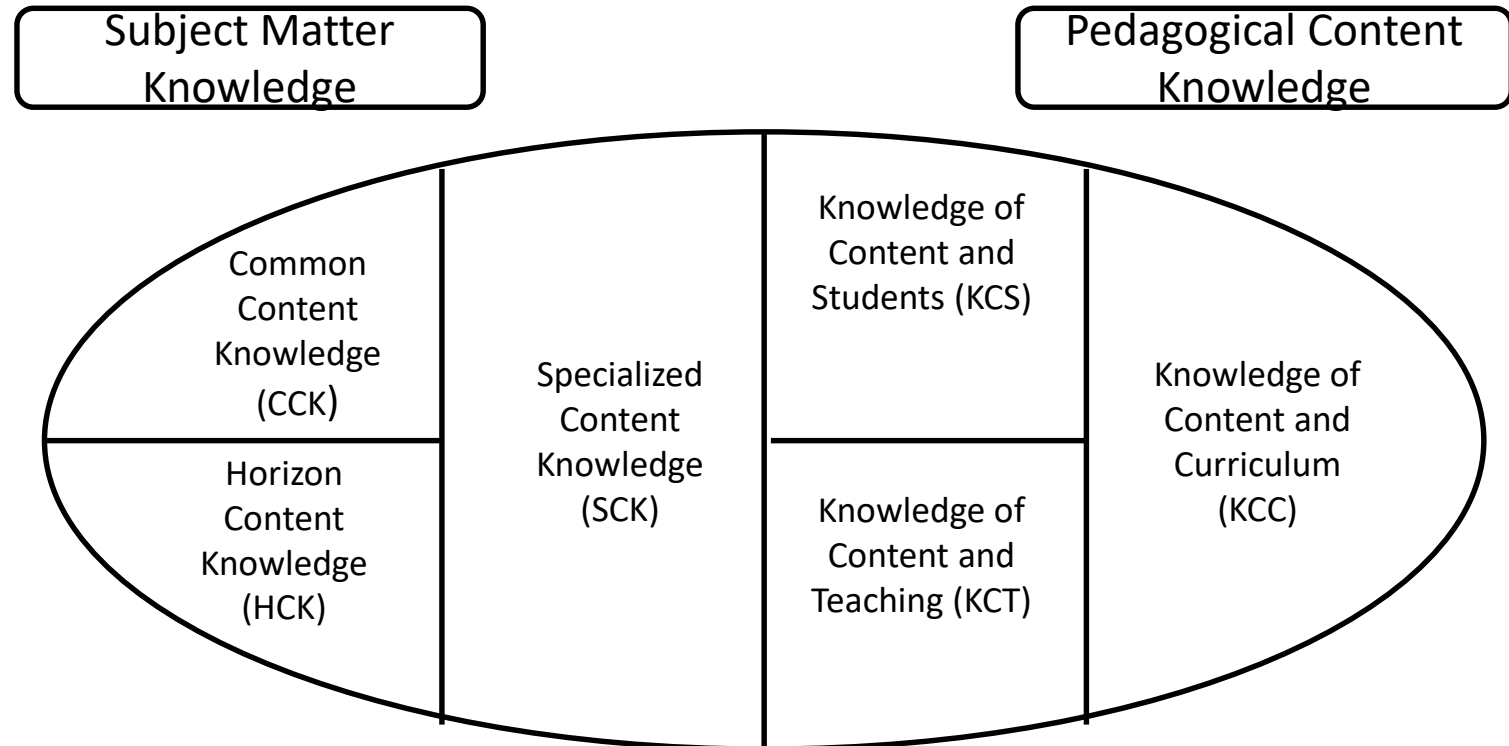 Subject Matter
Knowledge
Pedagogical Content
Knowledge
Common
Content
Knowledge
(CCK)
Horizon
Content
Knowledge
(HCK)
Specialized
Content
Knowledge
(SCK)
Knowledge of
Content and
Students (KCS)
Knowledge of
Content and
Teaching (KCT)
Knowledge of
Content and
Curriculum
(KCC)